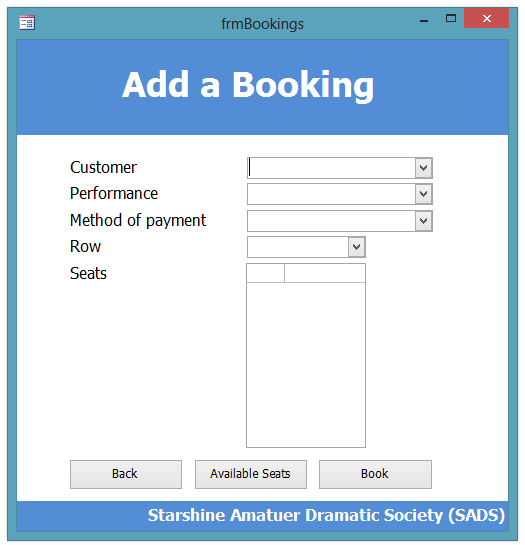 frmBookings
Add a Booking
Customer
Performance
Method of payment
Row
Seats
Back Available Seats Book
Starshine Amatuer Dramatic Society (SADS)